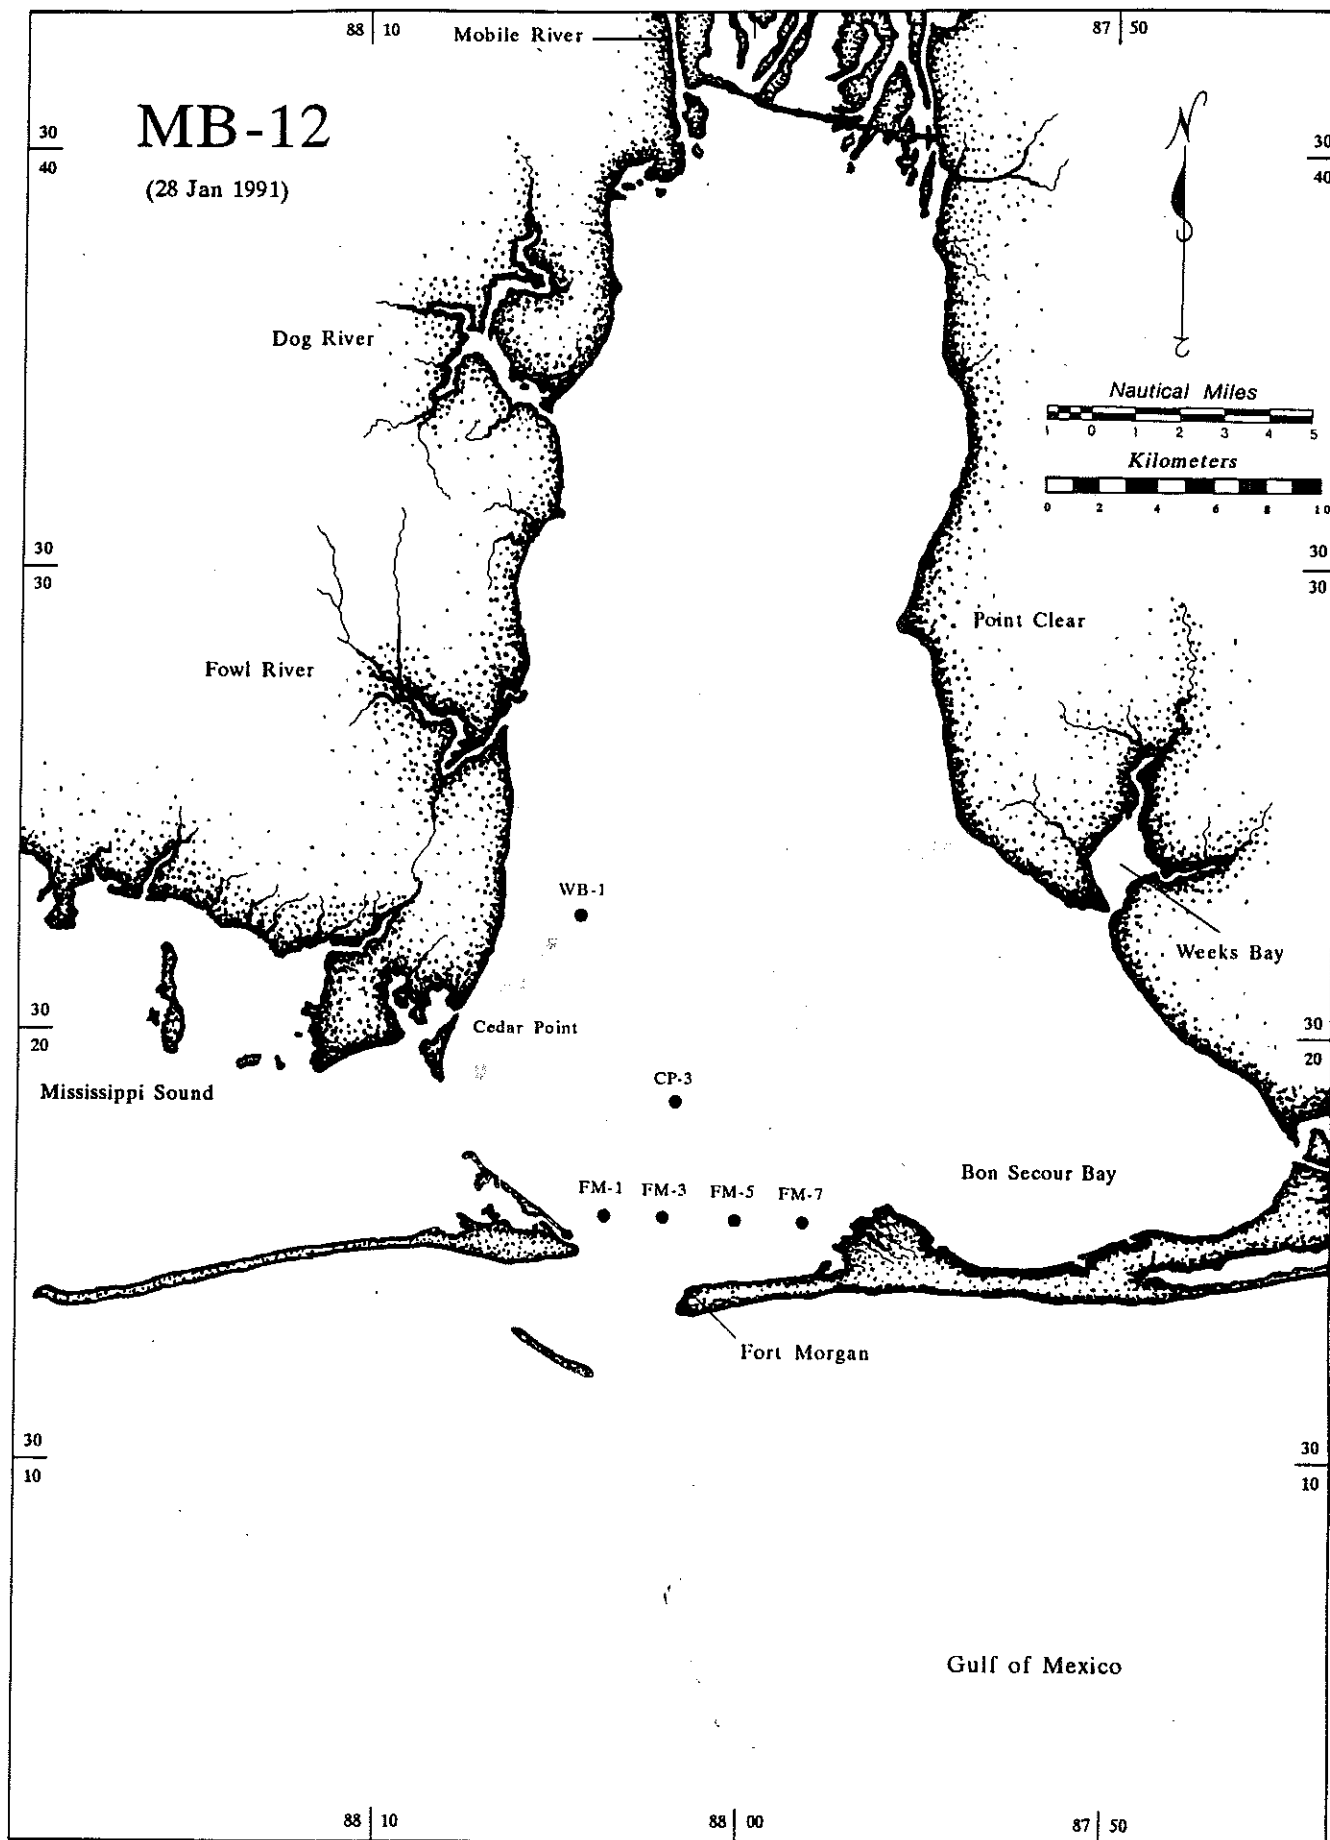 88 10
Mobile River
87 50
MB-12
(28 Jan 1991)
30
40
30
40
N
Dog River
Nautical Miles
1 0 1 2 3 4 5
Kilometers
0 2 4 6 8 10
30
30
30
30
Point Clear
Fowl River
WB-1
Weeks Bay
30
20
Cedar Point
30
20
Mississippi Sound
CP-3
Bon Secour Bay
FM-1 FM-3 FM-5 FM-7
Fort Morgan
30
10
30
10
Gulf of Mexico
88 10
88 00
87 50